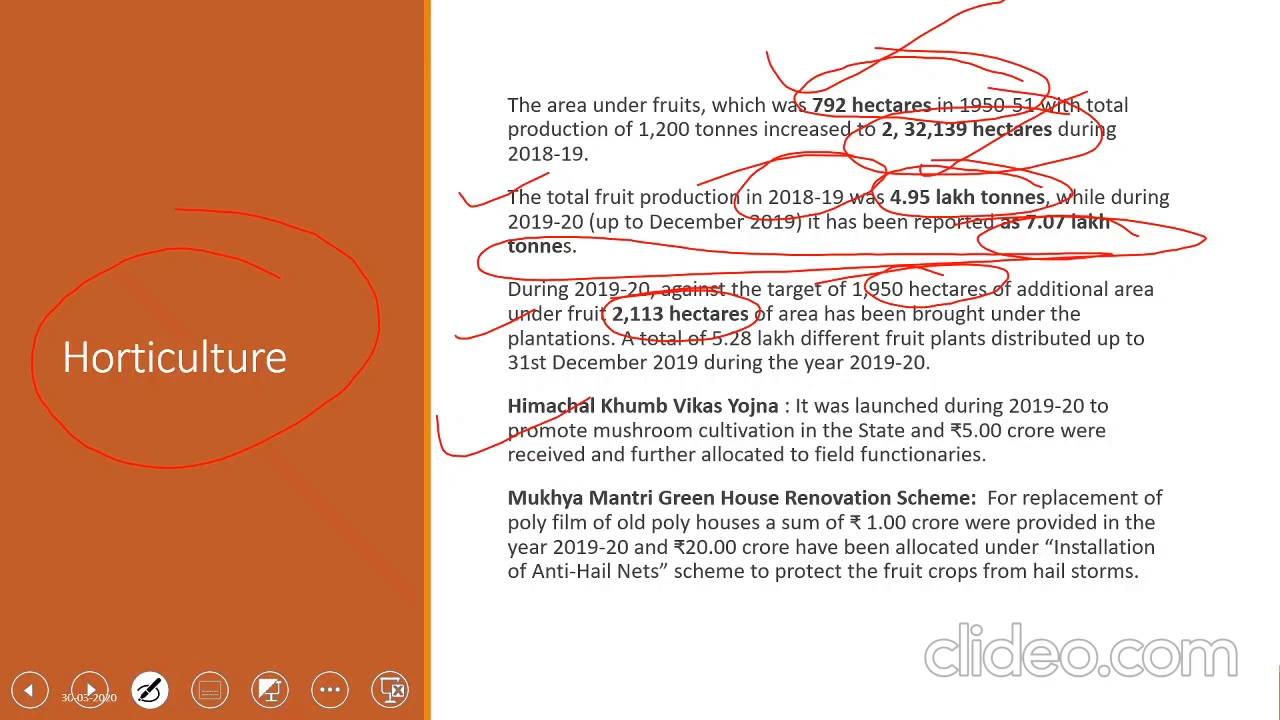 Horticulture
The area under fruits, which was 792 hectares in 1950-51 with total
production of 1,200 tonnes increased to 2, 32,139 hectares during
2018-19.
The total fruit production in 2018-19 was 4.95 lakh tonnes, while during
2019-20 (up to December 2019) it has been reported as 7.07 lakh
tonnes.
During 2019-20, against the target of 1,950 hectares of additional area
under fruit 2,113 hectares of area has been brought under the
plantations. A total of 5.28 lakh different fruit plants distributed up to
31st December 2019 during the year 2019-20.
Himachal Khumb Vikas Yojna : It was launched during 2019-20 to
promote mushroom cultivation in the State and ₹5.00 crore were
received and further allocated to field functionaries.
Mukhya Mantri Green House Renovation Scheme: For replacement of
poly film of old poly houses a sum of ₹ 1.00 crore were provided in the
year 2019-20 and ₹20.00 crore have been allocated under “Installation
of Anti-Hail Nets” scheme to protect the fruit crops from hail storms.
30-03-2020
clideo.com